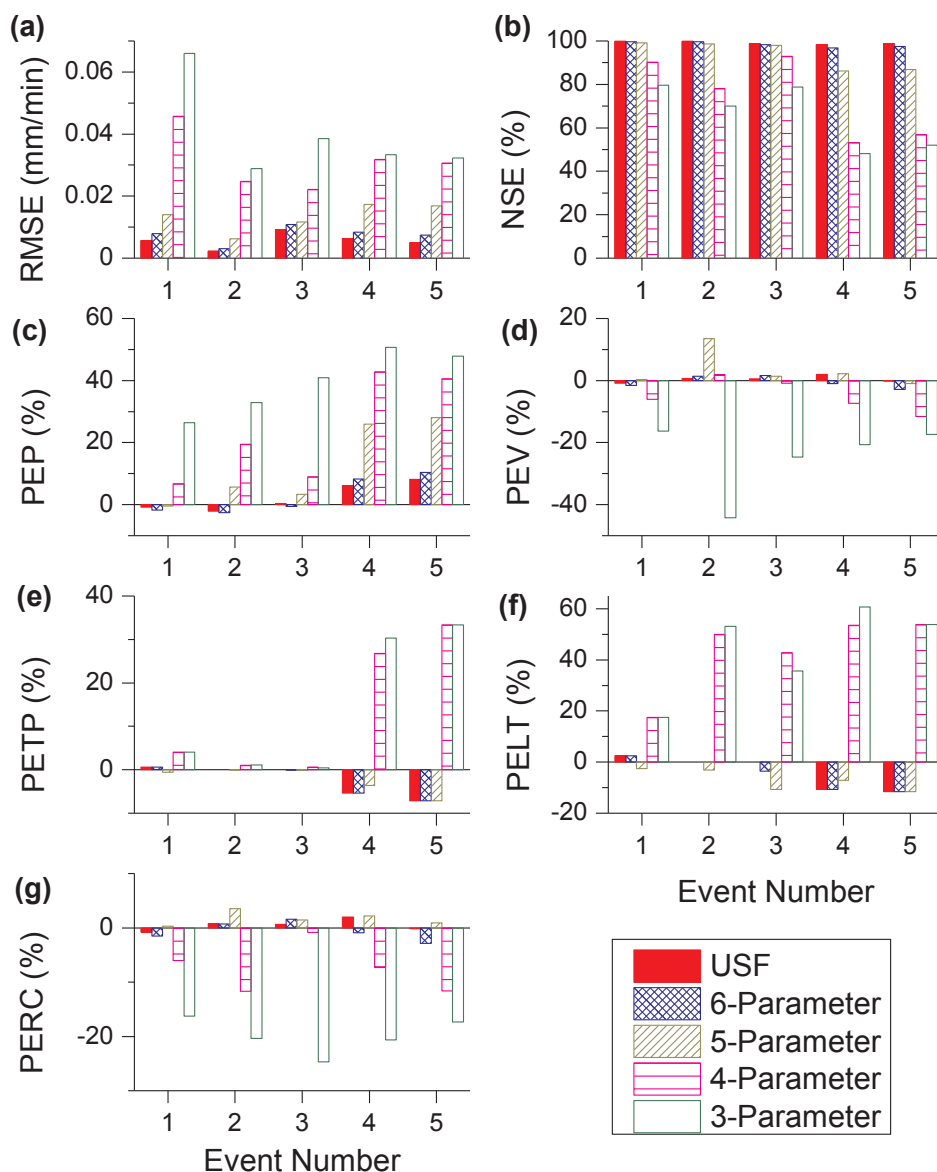 (a)
RMSE (mm/min)
0.06
0.04
0.02
0
1 2 3 4 5
(b)
NSE (%)
100
80
60
40
20
0
1 2 3 4 5
(c)
PEP (%)
60
40
20
0
1 2 3 4 5
(d)
PEV (%)
20
0
-20
-40
1 2 3 4 5
(e)
PETP (%)
40
20
0
1 2 3 4 5
(f)
PELT (%)
60
40
20
0
-20
1 2 3 4 5
Event Number
(g)
PERC (%)
0
-20
1 2 3 4 5
Event Number
USF
6-Parameter
5-Parameter
4-Parameter
3-Parameter